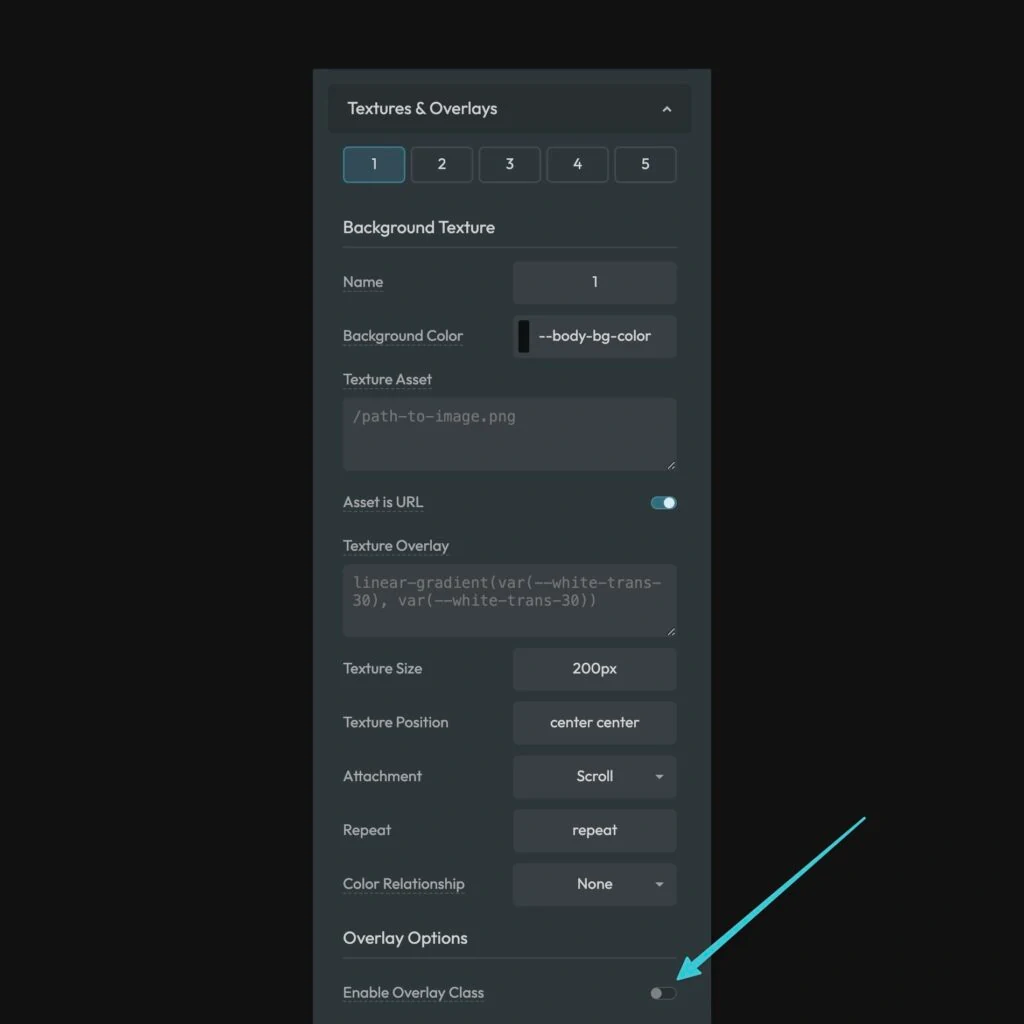 Textures & Overlays
1 2 3 4 5
Background Texture
Name 1
Background Color --body-bg-color
Texture Asset
/path-to-image.png
Asset is URL
Texture Overlay
linear-gradient(var(--white-trans-
30), var(--white-trans-30))
Texture Size 200px
Texture Position center center
Attachment Scroll
Repeat repeat
Color Relationship None
Overlay Options
Enable Overlay Class